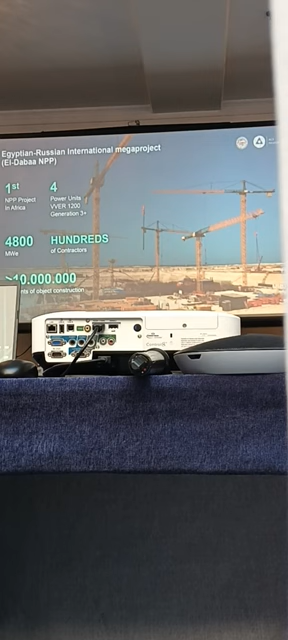 Egyptian-Russian International megaproject
(El-Dabaa NPP)
1st
NPP Project
in Africa
4
Power Units
VVER 1200
Generation 3+
4800
MWe
HUNDREDS
of Contractors
10,000,000
of object construction